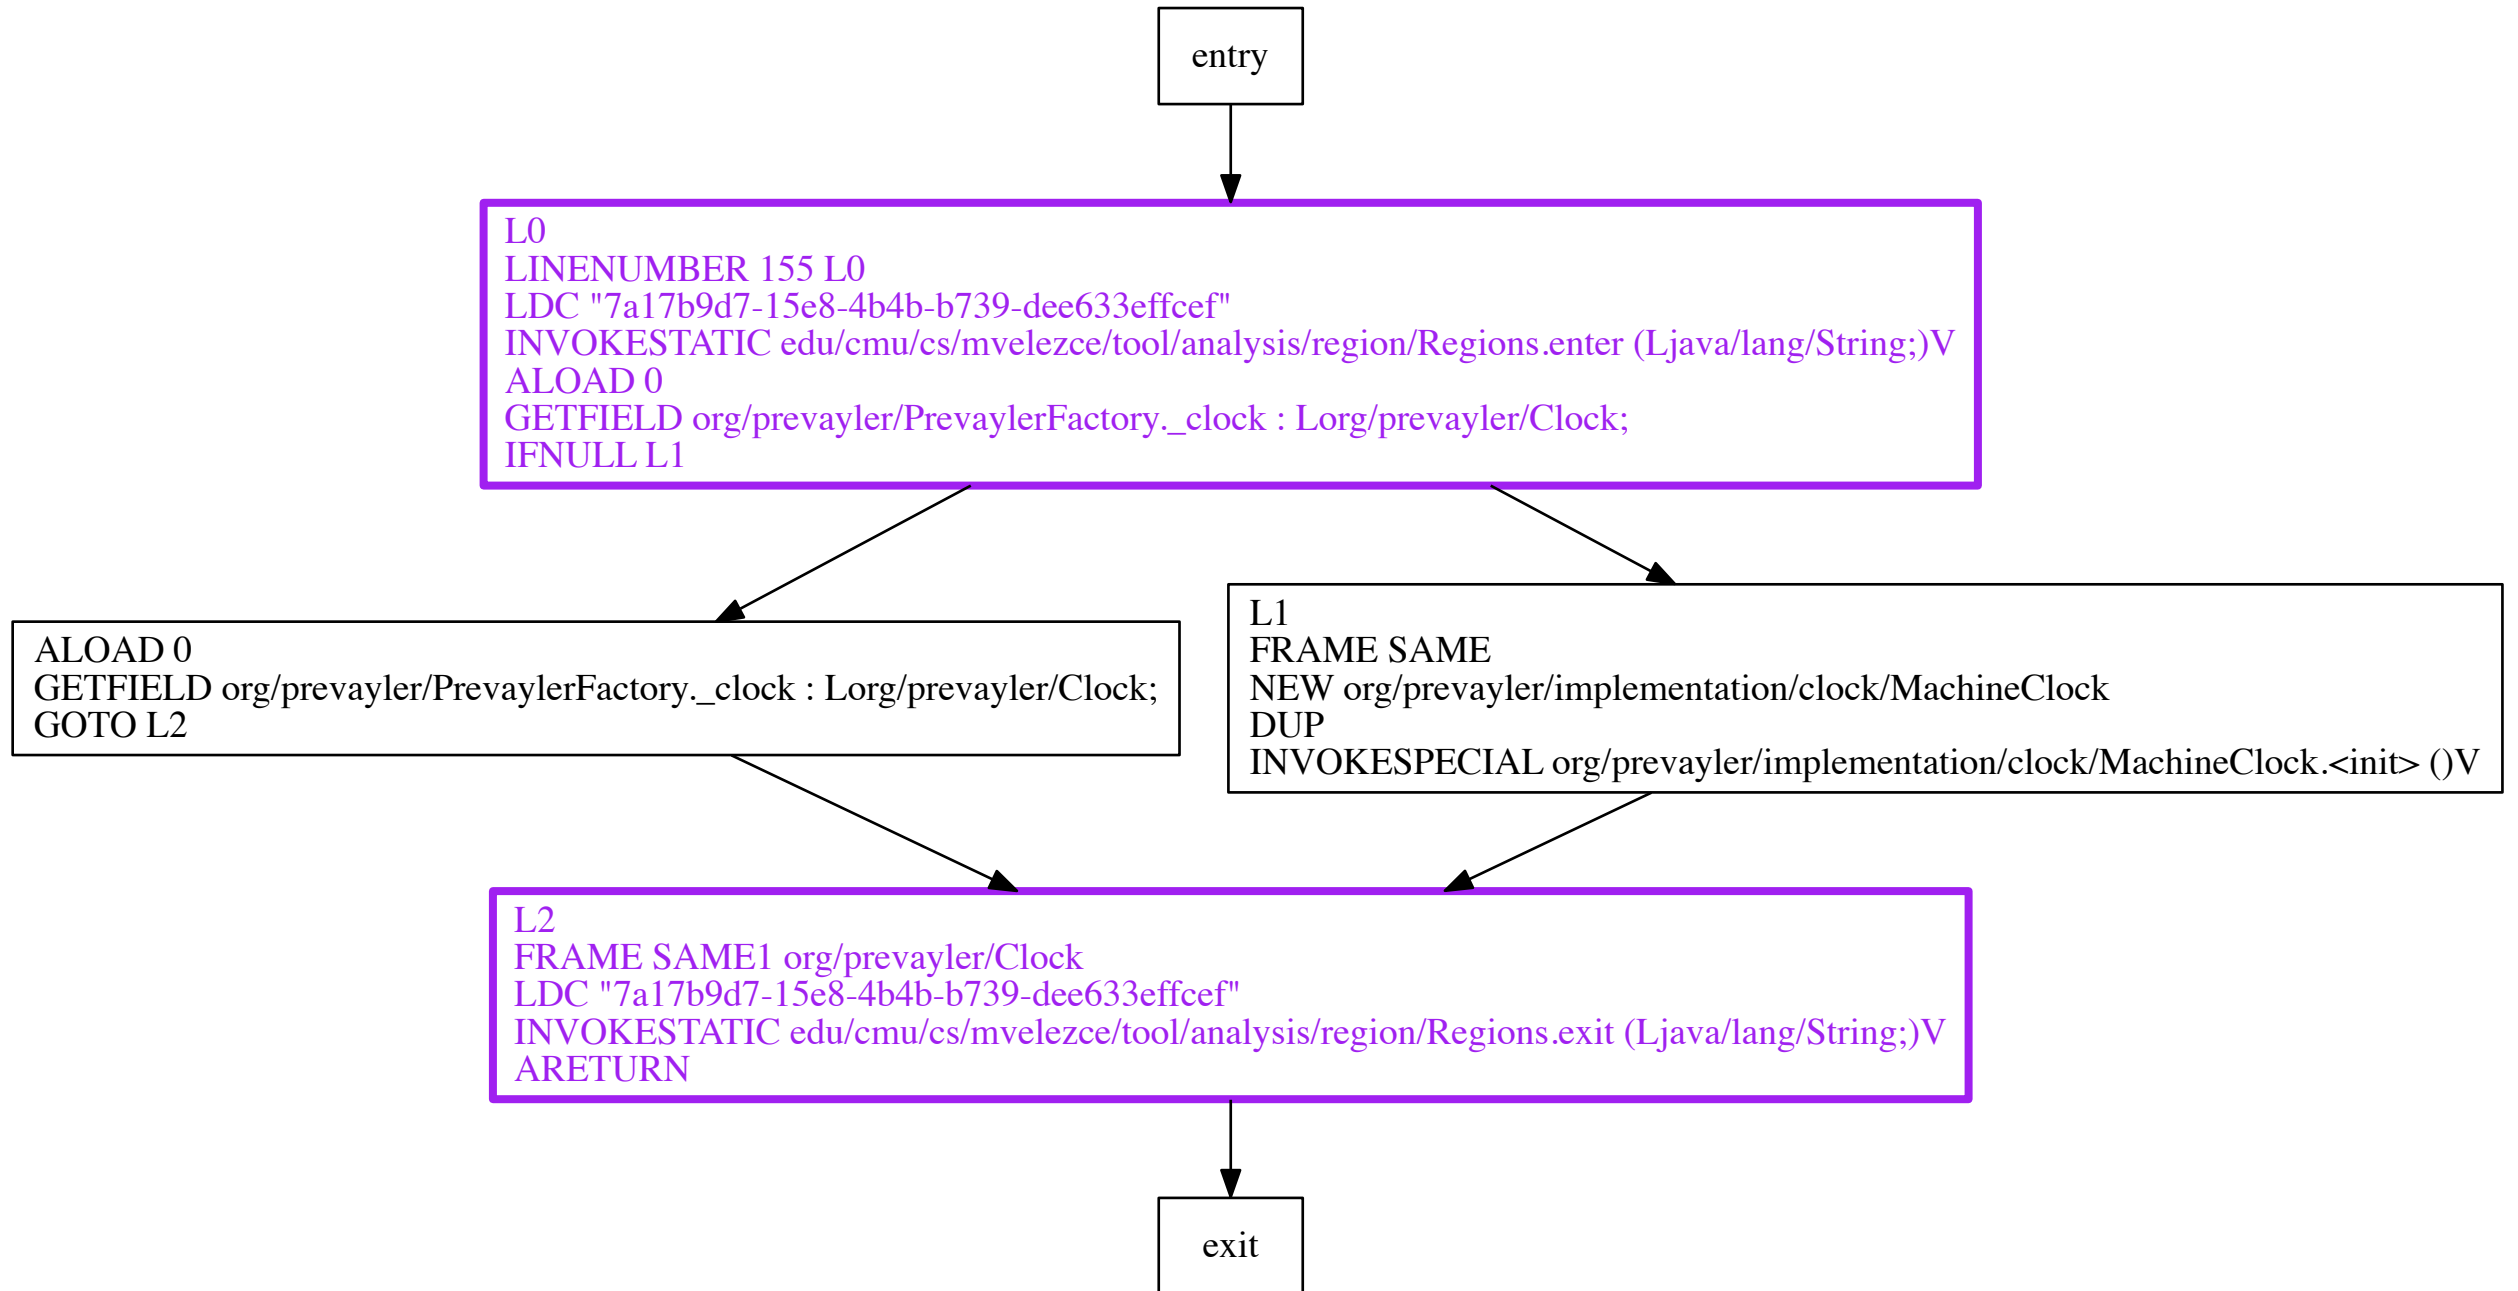 entry
L0
LINENUMBER 155 L0
LDC "7a17b9d7-15e8-4b4b-b739-dee633effcef"
INVOKESTATIC edu/cmu/cs/mvelezce/tool/analysis/region/Regions.enter (Ljava/lang/String;)V
ALOAD 0
GETFIELD org/prevayler/PrevaylerFactory._clock : Lorg/prevayler/Clock;
IFNULL L1
ALOAD 0
GETFIELD org/prevayler/PrevaylerFactory._clock : Lorg/prevayler/Clock;
GOTO L2
L1
FRAME SAME
NEW org/prevayler/implementation/clock/MachineClock
DUP
INVOKESPECIAL org/prevayler/implementation/clock/MachineClock.<init> ()V
L2
FRAME SAME1 org/prevayler/Clock
LDC "7a17b9d7-15e8-4b4b-b739-dee633effcef"
INVOKESTATIC edu/cmu/cs/mvelezce/tool/analysis/region/Regions.exit (Ljava/lang/String;)V
ARETURN
exit